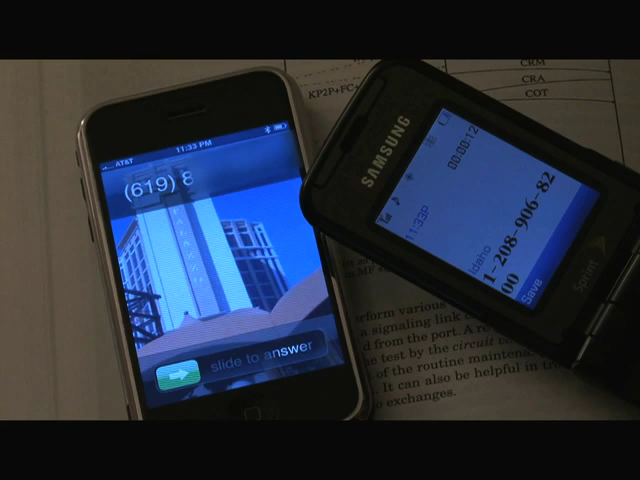 AT&T
11:33 PM
(619) 8
PALAZZO
slide to answer
SAMSUNG
00:00:12
11:33P
Idaho
1-208-906-82
00
Save
Sprint
CRM
CRA
KP2P+FC+
COT
erform various
a signaling link
d from the port. A
he test by the circuit
of the routine mainten
. It can also be helpful in
o exchanges.